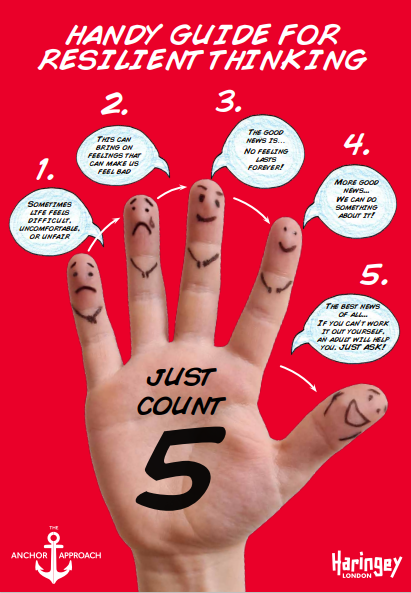 HANDY GUIDE FOR
RESILIENT THINKING
1.
SOMETIMES
LIFE FEELS
DIFFICULT,
UNCOMFORTABLE,
OR UNFAIR
2.
THIS CAN
BRING ON
FEELINGS THAT
CAN MAKE US
FEEL BAD
3.
THE GOOD
NEWS IS...
NO FEELING
LASTS
FOREVER!
4.
MORE GOOD
NEWS...
WE CAN DO
SOMETHING
ABOUT IT!
5.
THE BEST NEWS
OF ALL...
IF YOU CAN'T WORK
IT OUT YOURSELF,
AN ADULT WILL HELP
YOU, JUST ASK!
JUST
COUNT
5
THE
ANCHOR APPROACH
Haringey
LONDON